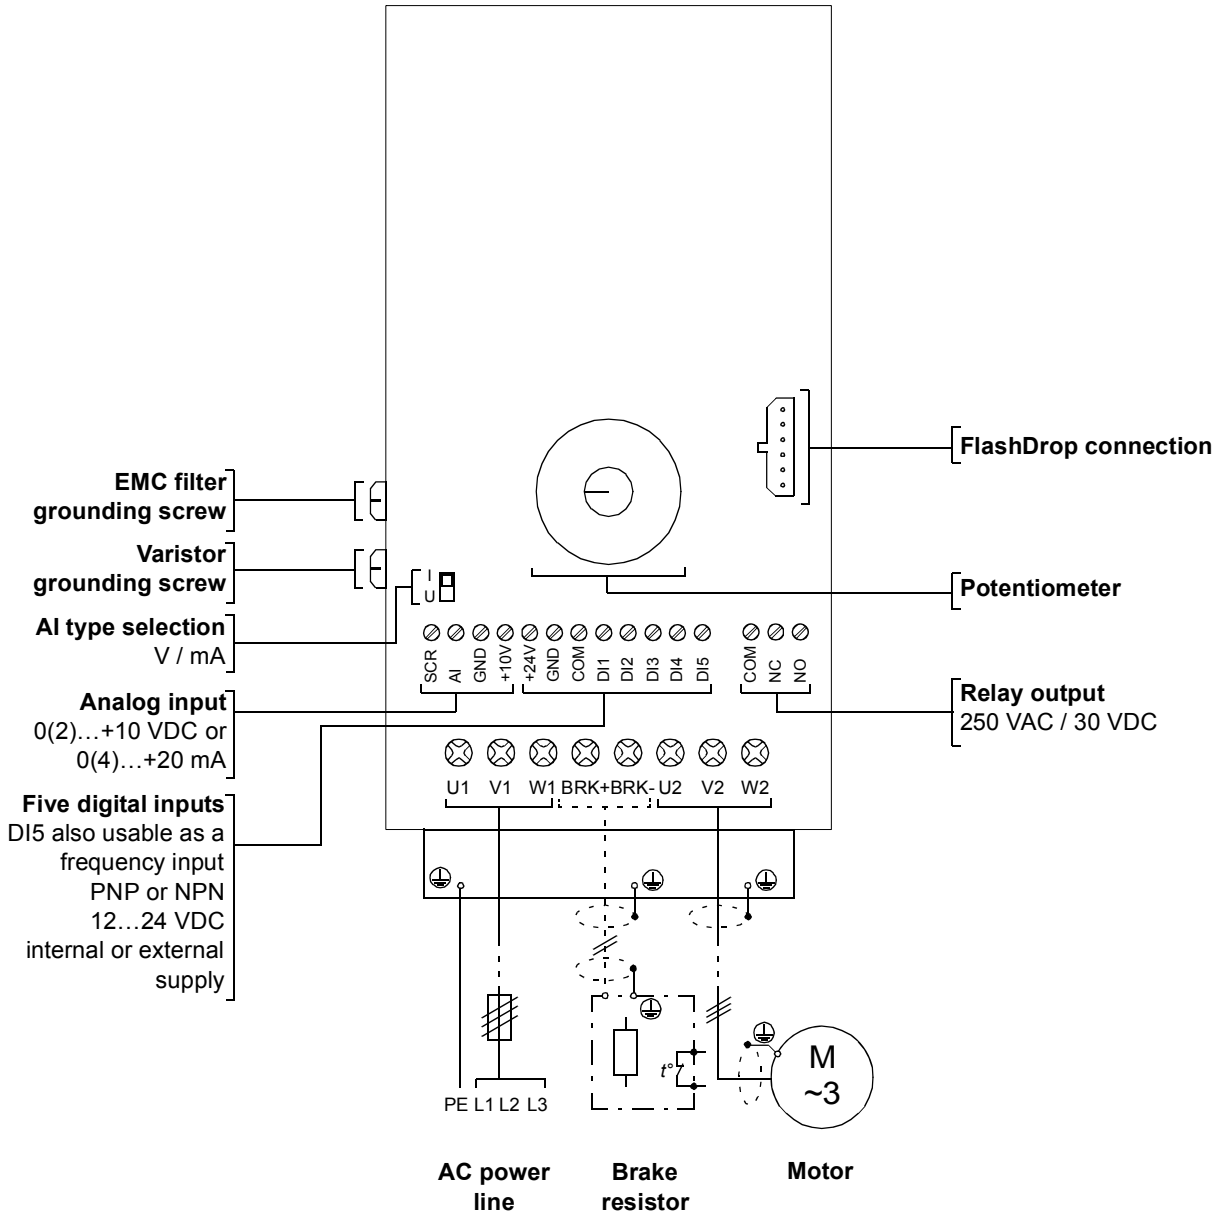 EMC filter
grounding screw
Varistor
grounding screw
AI type selection
V / mA
Analog input
0(2)…+10 VDC or
0(4)…+20 mA
Five digital inputs
DI5 also usable as a
frequency input
PNP or NPN
12…24 VDC
internal or external
supply
I
U
SCR
AI
GND
+10V
+24V
GND
COM
DI1
DI2
DI3
DI4
DI5
COM
NC
NO
FlashDrop connection
Potentiometer
Relay output
250 VAC / 30 VDC
U1 V1 W1 BRK+ BRK- U2 V2 W2
t°
M
~3
PE L1 L2 L3
AC power
line
Brake
resistor
Motor